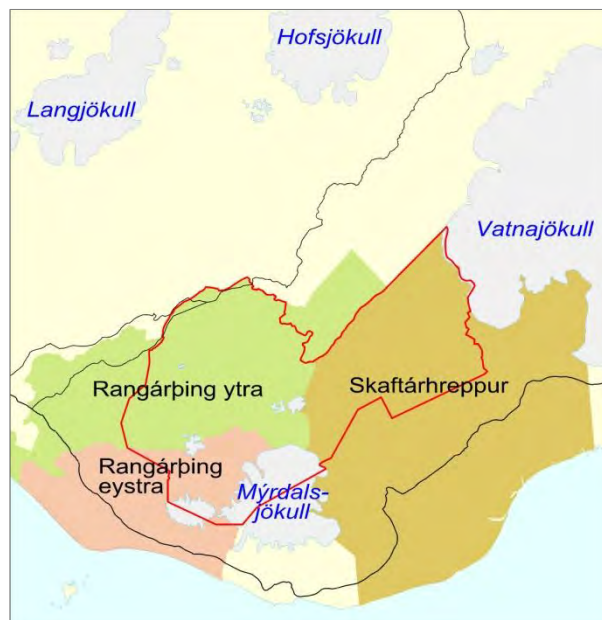 Hofsjökull
Langjökull
Vatnajökull
Rangárþing ytra
Skaftárhreppur
Rangárþing
eystra
Mýrdals-
jökull